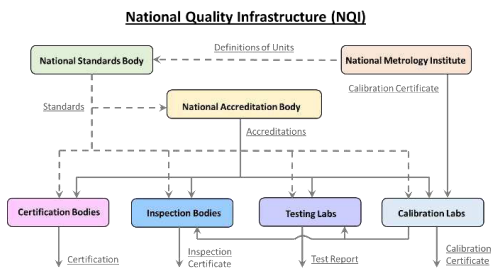 National Quality Infrastructure (NQI)
Definitions of Units
National Standards Body
National Metrology Institute
Calibration Certificate
Standards
National Accreditation Body
Accreditations
Certification Bodies
Inspection Bodies
Testing Labs
Calibration Labs
Certification
Inspection
Certificate
Test Report
Calibration
Certificate